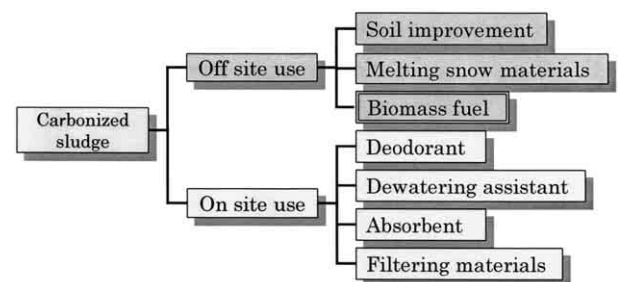 Carbonized
sludge
Off site use
Soil improvement
Melting snow materials
Biomass fuel
On site use
Deodorant
Dewatering assistant
Absorbent
Filtering materials